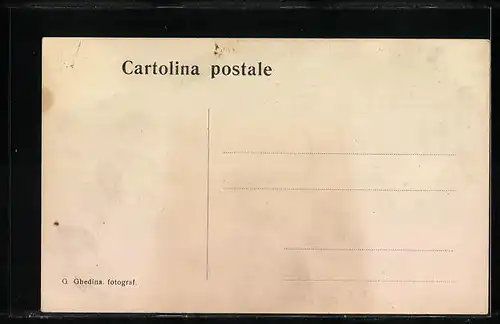 Cartolina postale
G. Ghedina. fotograf.